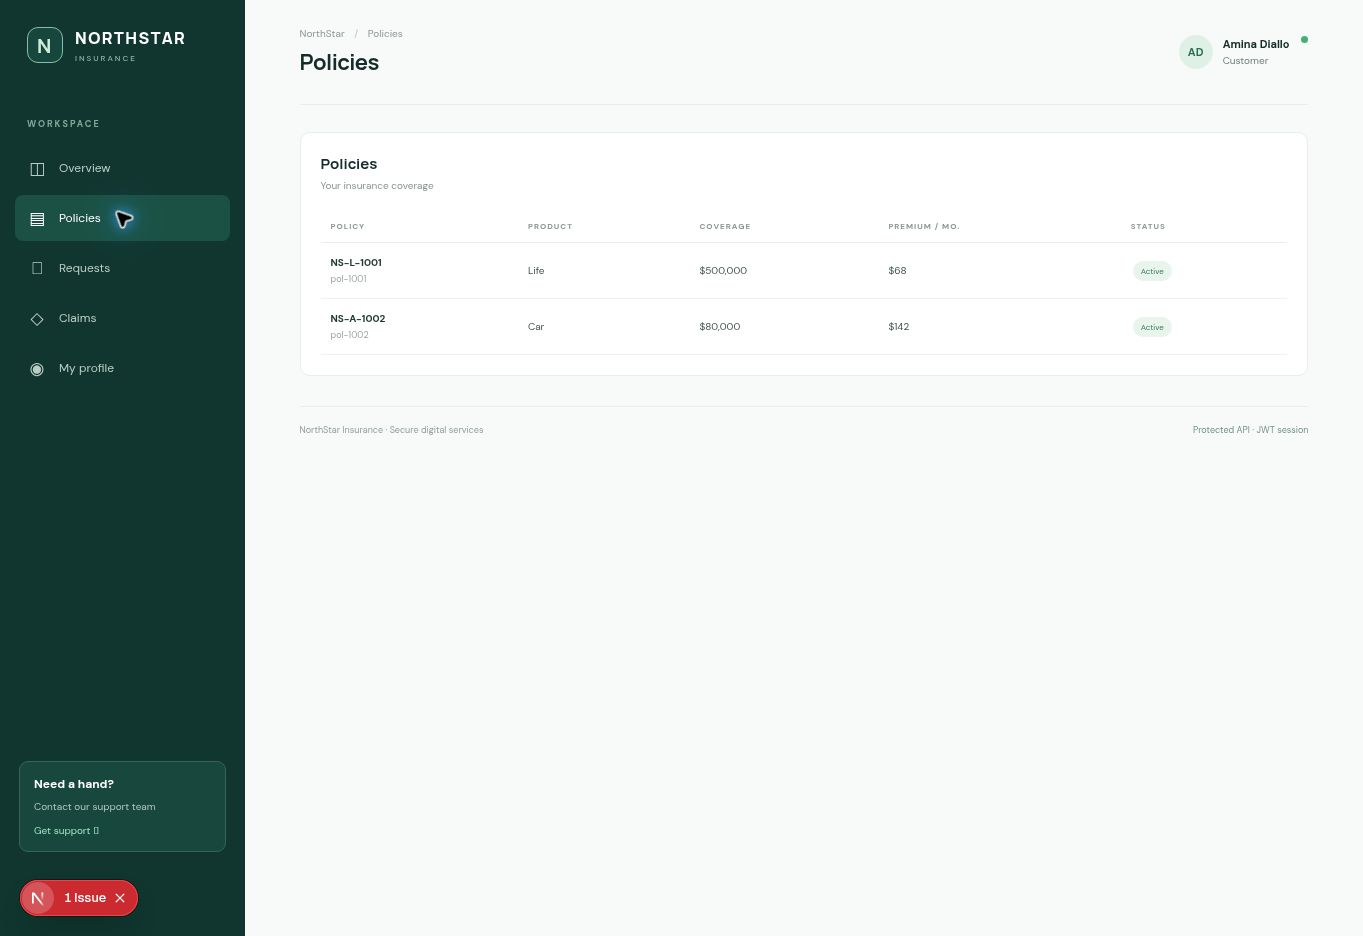 N
NORTHSTAR
INSURANCE
WORKSPACE
Overview
Policies
Requests
Claims
My profile
Need a hand?
Contact our support team
Get support
N 1 Issue
NorthStar / Policies
Policies
AD
Amina Diallo
Customer
Policies
Your insurance coverage
POLICY PRODUCT COVERAGE PREMIUM / MO. STATUS
NS-L-1001
pol-1001
Life $500,000 $68 Active
NS-A-1002
pol-1002
Car $80,000 $142 Active
NorthStar Insurance · Secure digital services
Protected API · JWT session